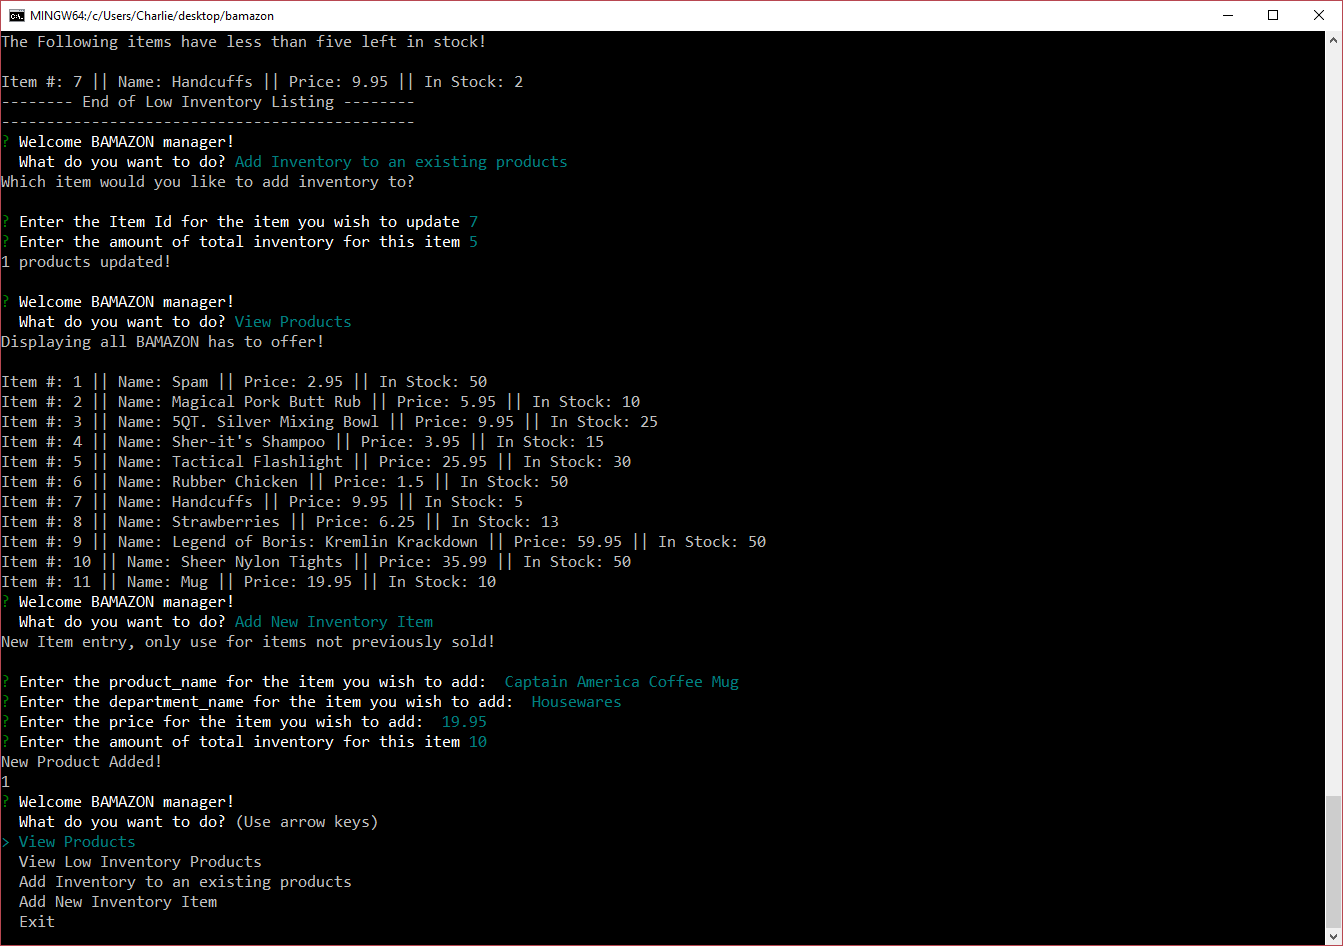 MINGW64:/c/Users/Charlie/desktop/bamazon
The Following items have less than five left in stock!
Item #: 7 || Name: Handcuffs || Price: 9.95 || In Stock: 2
-------- End of Low Inventory Listing --------
----------------------------------------------
? Welcome BAMAZON manager!
What do you want to do? Add Inventory to an existing products
Which item would you like to add inventory to?
? Enter the Item Id for the item you wish to update 7
? Enter the amount of total inventory for this item 5
1 products updated!
? Welcome BAMAZON manager!
What do you want to do? View Products
Displaying all BAMAZON has to offer!
Item #: 1 || Name: Spam || Price: 2.95 || In Stock: 50
Item #: 2 || Name: Magical Pork Butt Rub || Price: 5.95 || In Stock: 10
Item #: 3 || Name: 5QT. Silver Mixing Bowl || Price: 9.95 || In Stock: 25
Item #: 4 || Name: Sher-it's Shampoo || Price: 3.95 || In Stock: 15
Item #: 5 || Name: Tactical Flashlight || Price: 25.95 || In Stock: 30
Item #: 6 || Name: Rubber Chicken || Price: 1.5 || In Stock: 50
Item #: 7 || Name: Handcuffs || Price: 9.95 || In Stock: 5
Item #: 8 || Name: Strawberries || Price: 6.25 || In Stock: 13
Item #: 9 || Name: Legend of Boris: Kremlin Krackdown || Price: 59.95 || In Stock: 50
Item #: 10 || Name: Sheer Nylon Tights || Price: 35.99 || In Stock: 50
Item #: 11 || Name: Mug || Price: 19.95 || In Stock: 10
? Welcome BAMAZON manager!
What do you want to do? Add New Inventory Item
New Item entry, only use for items not previously sold!
? Enter the product_name for the item you wish to add:  Captain America Coffee Mug
? Enter the department_name for the item you wish to add:  Housewares
? Enter the price for the item you wish to add:  19.95
? Enter the amount of total inventory for this item 10
New Product Added!
1
? Welcome BAMAZON manager!
What do you want to do? (Use arrow keys)
> View Products
View Low Inventory Products
Add Inventory to an existing products
Add New Inventory Item
Exit